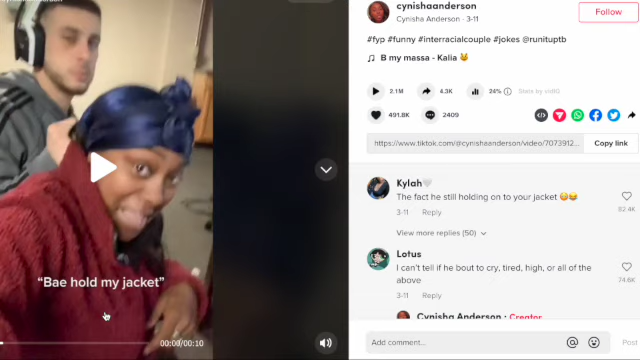 "Bae hold my jacket"
00:00/00:10
cynishaanderson
Cynisha Anderson · 3-11
Follow
#fyp #funny #interracialcouple #jokes @runituptb
B my massa - Kalia
2.1M
4.3K
24%
Stats by vidIQ
491.8K
2409
https://www.tiktok.com/@cynishaanderson/video/7073912...
Copy link
Kylah
The fact he still holding on to your jacket 😳😂
3-11 Reply
82.4K
View more replies (50)
Lotus
I can't tell if he bout to cry, tired, high, or all of the
above
3-11 Reply
74.6K
Cynisha Anderson · Creator
Add comment...
Post